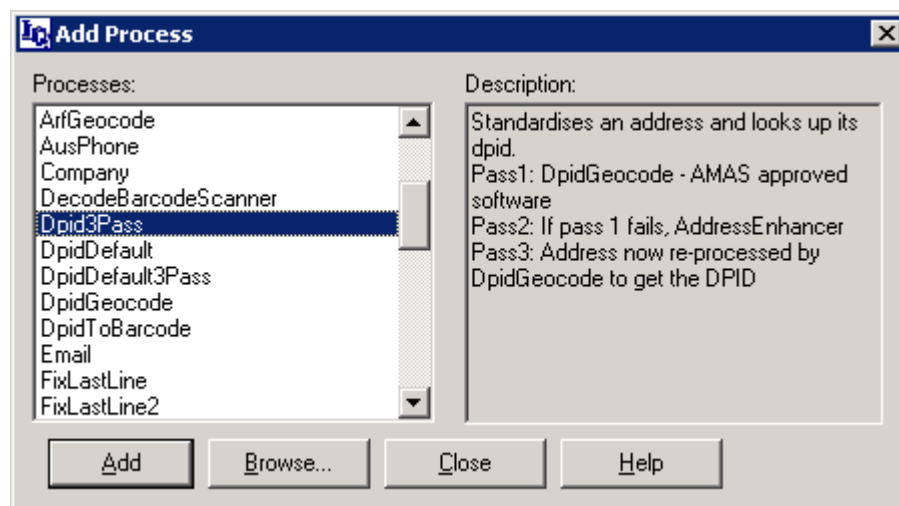 IQ Add Process
Processes:
ArfGeocode
AusPhone
Company
DecodeBarcodeScanner
Dpid3Pass
DpidDefault
DpidDefault3Pass
DpidGeocode
DpidToBarcode
Email
FixLastLine
FixLastLine2
Description:
Standardises an address and looks up its
dpid.
Pass1: DpidGeocode - AMAS approved
software
Pass2: If pass 1 fails, AddressEnhancer
Pass3: Address now re-processed by
DpidGeocode to get the DPID
Add
Browse...
Close
Help